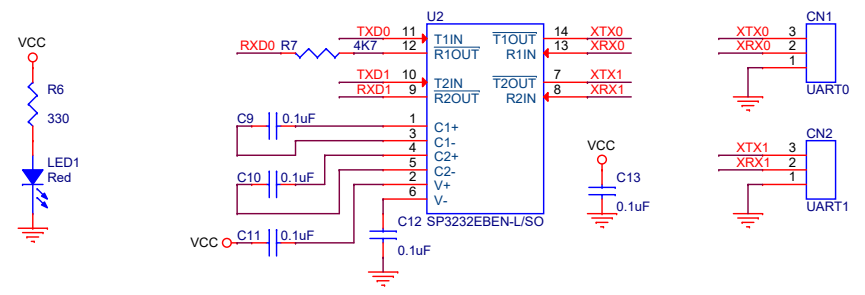 VCC
R6
330
LED1
Red
U2
TXD0 11 T1IN T1OUT 14 XTX0
RXD0 R7 4K7 12 R1OUT R1IN 13 XRX0
TXD1 10 T2IN T2OUT 7 XTX1
RXD1 9 R2OUT R2IN 8 XRX1
C9 0.1uF 1 C1+
3 C1-
4 C2+
C10 0.1uF 5 C2-
2 V+
6 V-
VCC C11 0.1uF
C12 SP3232EBEN-L/SO
0.1uF
VCC
C13
0.1uF
CN1
XTX0 3
XRX0 2
1
UART0
CN2
XTX1 3
XRX1 2
1
UART1